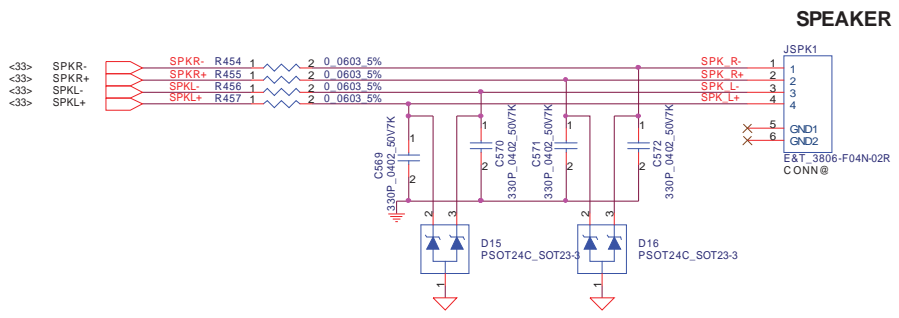 SPEAKER
JSPK1
<33> SPKR- SPKR- R454 1 2 0_0603_5% SPK_R- 1 1
<33> SPKR+ SPKR+ R455 1 2 0_0603_5% SPK_R+ 2 2
<33> SPKL- SPKL- R456 1 2 0_0603_5% SPK_L- 3 3
<33> SPKL+ SPKL+ R457 1 2 0_0603_5% SPK_L+ 4 4
5 GND1
6 GND2
E&T_3806-F04N-02R
CONN@
1 2 C569 330P_0402_50V7K
1 2 C570 330P_0402_50V7K
1 2 C571 330P_0402_50V7K
1 2 C572 330P_0402_50V7K
2 3 1 D15
PSOT24C_SOT23-3
2 3 1 D16
PSOT24C_SOT23-3